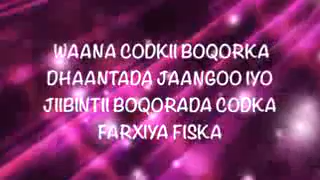 WAANA CODKII BOQORKA
DHAANTADA JAANGOO IYO
JIIBINTII BOQORADA CODKA
FARXIYA FISKA